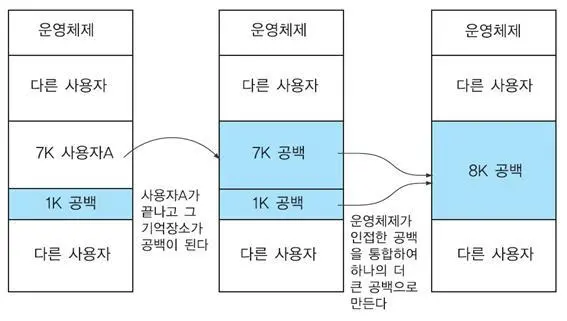 운영체제
다른 사용자
7K 사용자A
1K 공백
다른 사용자
사용자A가
끝나고 그
기억장소가
공백이 된다
운영체제
다른 사용자
7K 공백
1K 공백
다른 사용자
운영체제가
인접한 공백
을 통합하여
하나의 더
큰 공백으로
만든다
운영체제
다른 사용자
8K 공백
다른 사용자